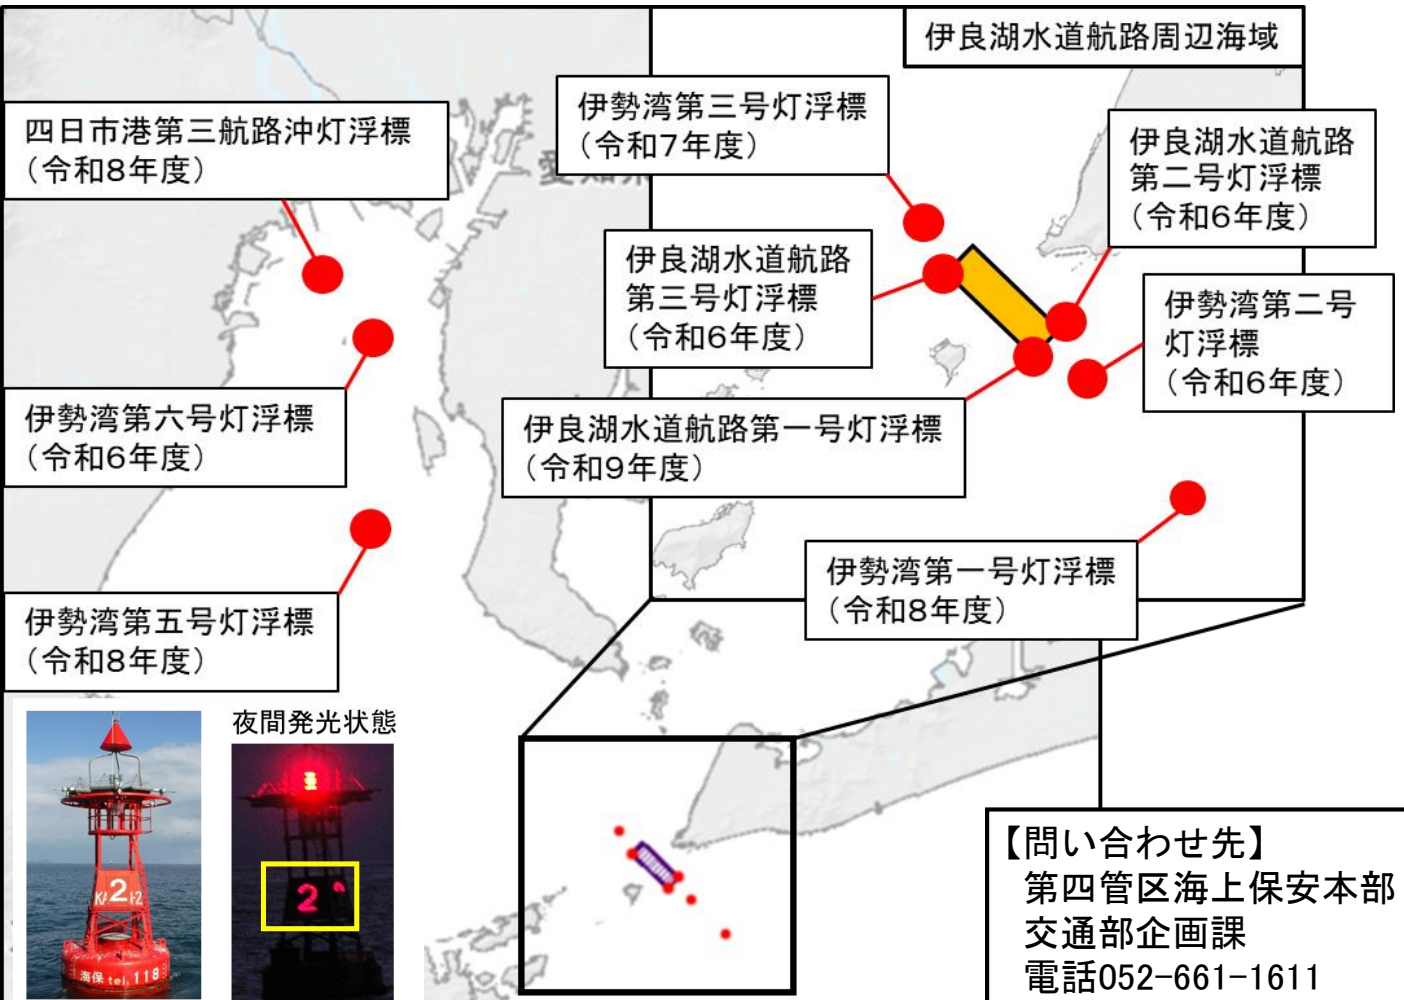 伊良湖水道航路周辺海域
四日市港第三航路沖灯浮標
（令和8年度）
伊勢湾第三号灯浮標
（令和7年度）
伊良湖水道航路
第二号灯浮標
（令和6年度）
伊良湖水道航路
第三号灯浮標
（令和6年度）
伊勢湾第二号
灯浮標
（令和6年度）
伊勢湾第六号灯浮標
（令和6年度）
伊良湖水道航路第一号灯浮標
（令和9年度）
伊勢湾第一号灯浮標
（令和8年度）
伊勢湾第五号灯浮標
（令和8年度）
夜間発光状態
2
海保 tel. 118
2
【問い合わせ先】
第四管区海上保安本部
交通部企画課
電話052-661-1611